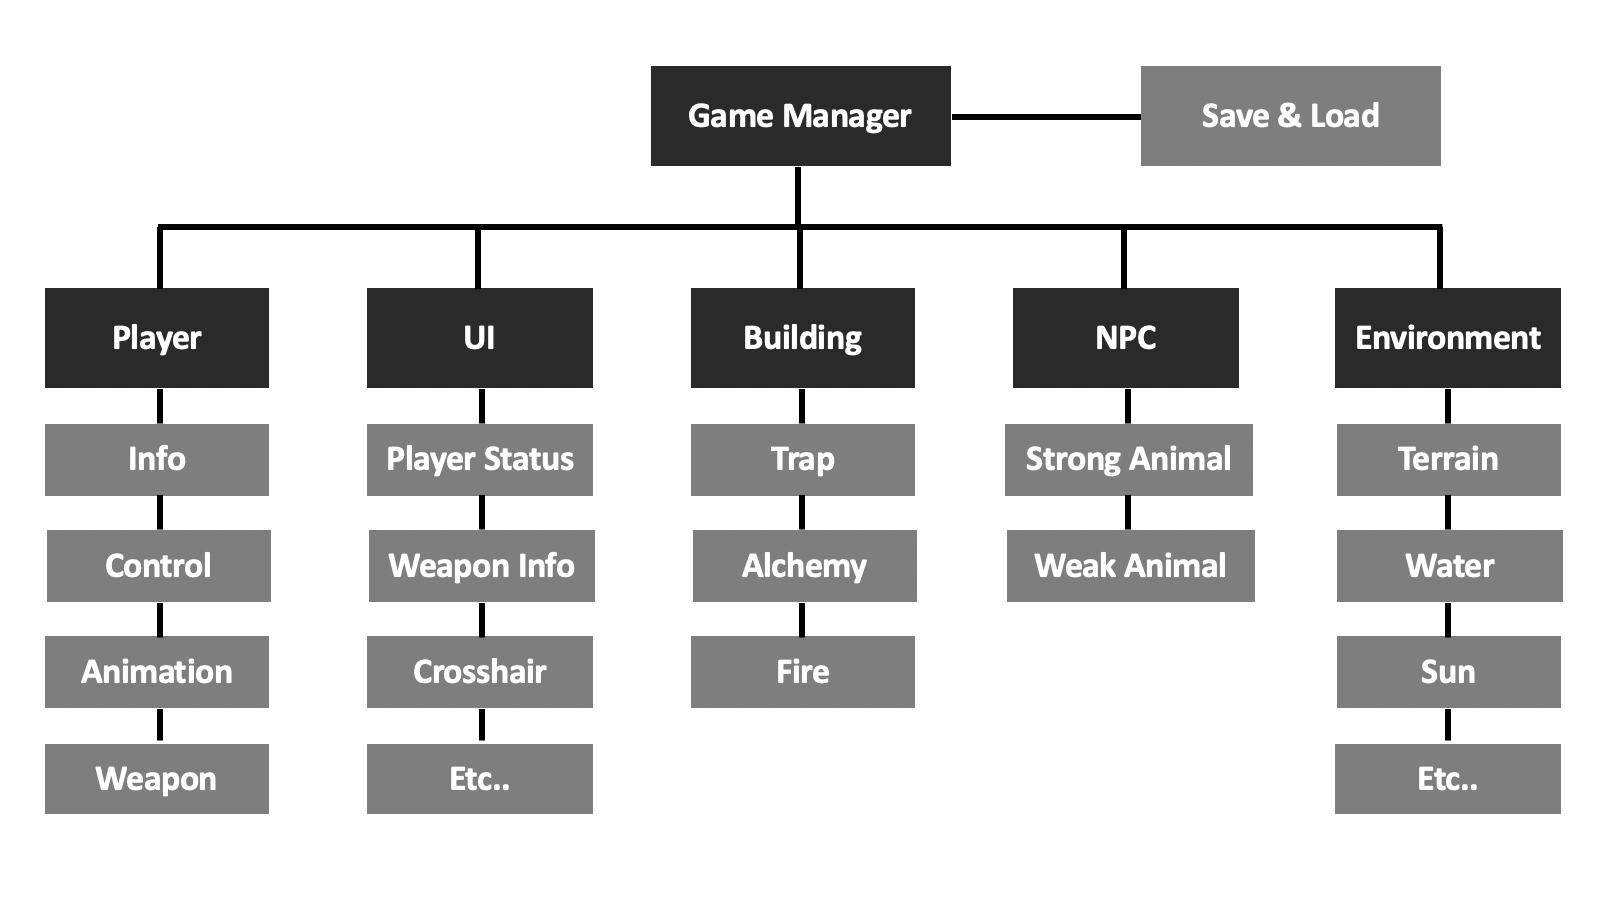 Game Manager
Save & Load
Player
UI
Building
NPC
Environment
Info
Player Status
Trap
Strong Animal
Terrain
Control
Weapon Info
Alchemy
Weak Animal
Water
Animation
Crosshair
Fire
Sun
Weapon
Etc..
Etc..